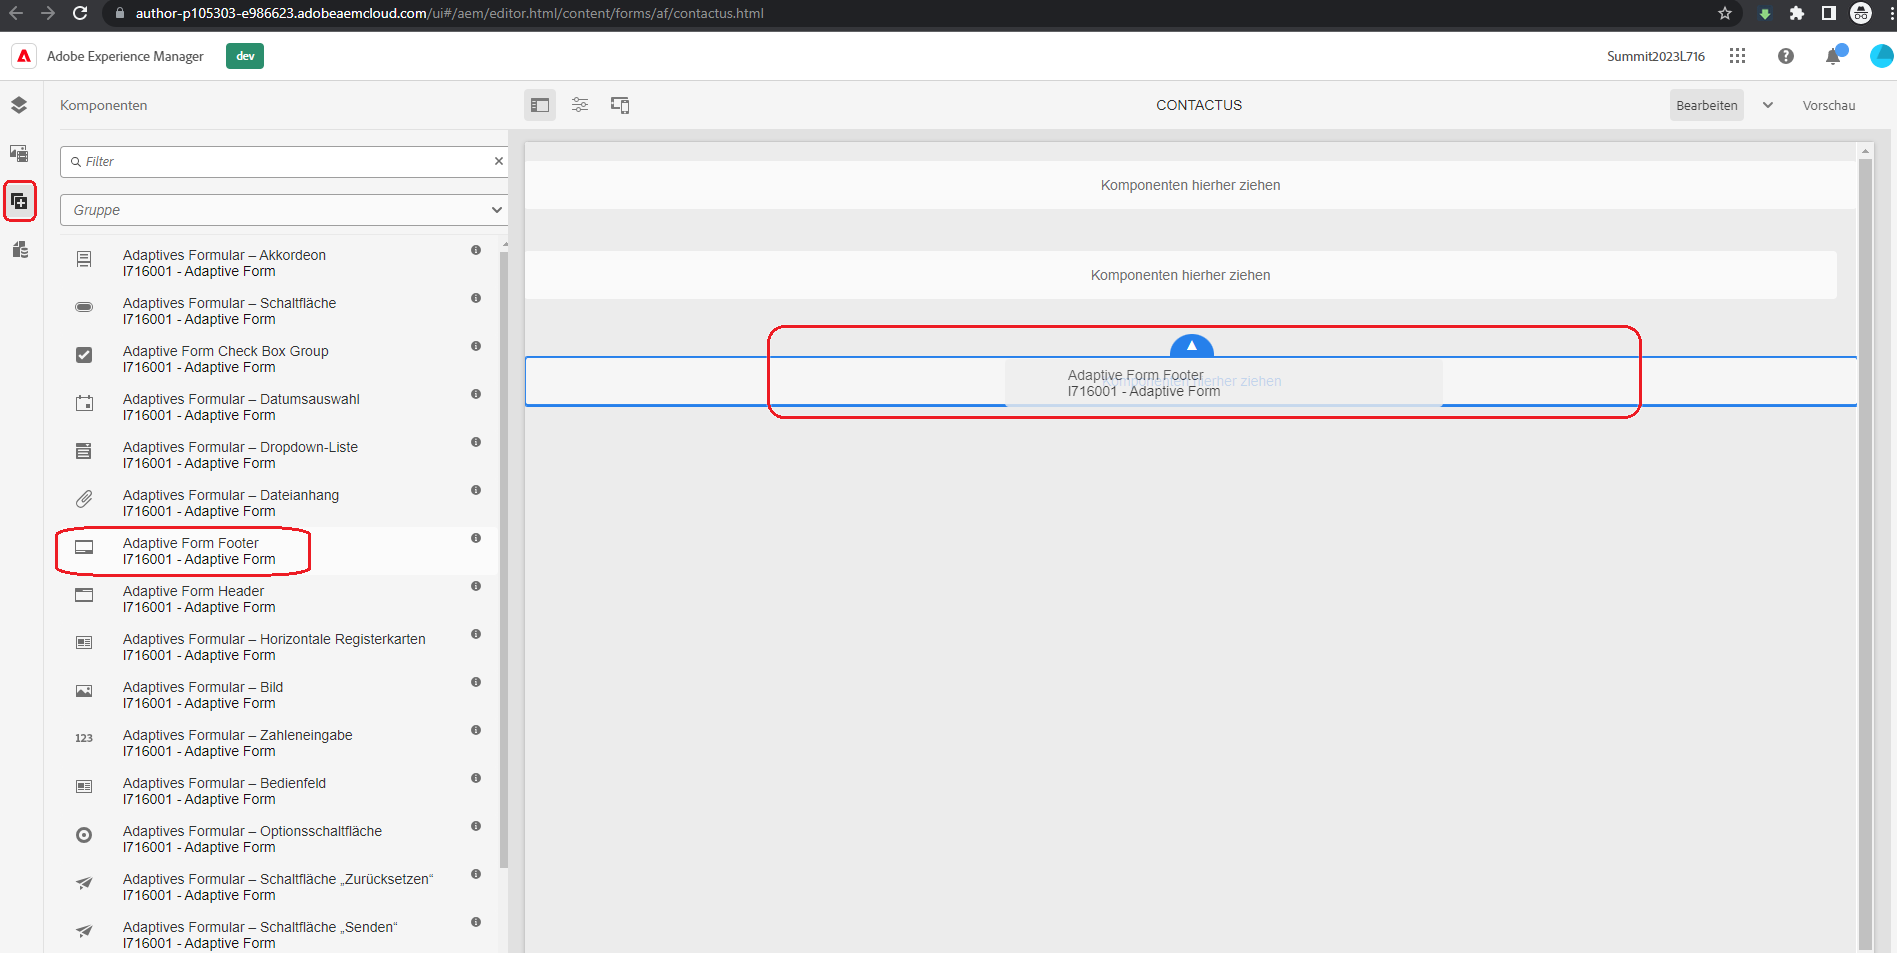 author-p105303-e986623.adobeaemcloud.com/ui#/aem/editor.html/content/forms/af/contactus.html
Adobe Experience Manager
dev
Summit2023L716
Komponenten
CONTACTUS
Bearbeiten
Vorschau
Filter
Gruppe
Adaptives Formular – Akkordeon
I716001 - Adaptive Form
Adaptives Formular – Schaltfläche
I716001 - Adaptive Form
Adaptive Form Check Box Group
I716001 - Adaptive Form
Adaptives Formular – Datumsauswahl
I716001 - Adaptive Form
Adaptives Formular – Dropdown-Liste
I716001 - Adaptive Form
Adaptives Formular – Dateianhang
I716001 - Adaptive Form
Adaptive Form Footer
I716001 - Adaptive Form
Adaptive Form Header
I716001 - Adaptive Form
Adaptives Formular – Horizontale Registerkarten
I716001 - Adaptive Form
Adaptives Formular – Bild
I716001 - Adaptive Form
123
Adaptives Formular – Zahleneingabe
I716001 - Adaptive Form
Adaptives Formular – Bedienfeld
I716001 - Adaptive Form
Adaptives Formular – Optionsschaltfläche
I716001 - Adaptive Form
Adaptives Formular – Schaltfläche „Zurücksetzen“
I716001 - Adaptive Form
Adaptives Formular – Schaltfläche „Senden“
I716001 - Adaptive Form
Komponenten hierher ziehen
Komponenten hierher ziehen
Komponenten hierher ziehen
Adaptive Form Footer
I716001 - Adaptive Form